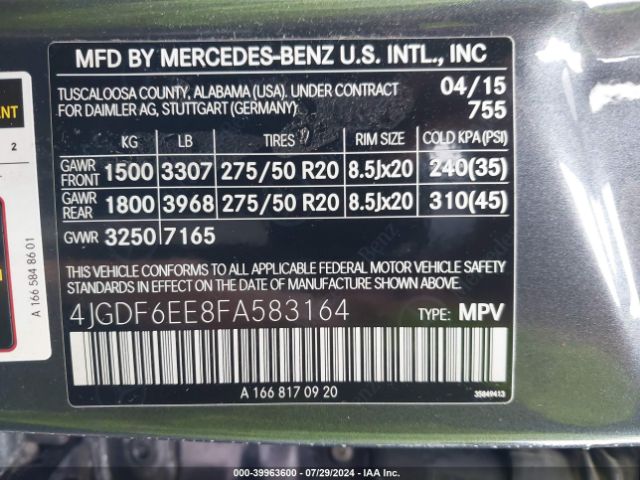 MFD BY MERCEDES-BENZ U.S. INTL., INC
TUSCALOOSA COUNTY, ALABAMA (USA). UNDER CONTRACT 04/15
FOR DAIMLER AG, STUTTGART (GERMANY) 755
KG LB TIRES RIM SIZE COLD KPA (PSI)
GAWR FRONT 1500 3307 275/50 R20 8.5Jx20 240(35)
GAWR REAR 1800 3968 275/50 R20 8.5Jx20 310(45)
GVWR 3250 7165
THIS VEHICLE CONFORMS TO ALL APPLICABLE FEDERAL MOTOR VEHICLE SAFETY
STANDARDS IN EFFECT ON THE DATE OF MANUFACTURE SHOWN ABOVE.
4JGDF6EE8FA583164 TYPE: MPV
A 166 817 09 20 35849413
2
A 166 584 86 01
000-39963600 | 07/29/2024 | IAA Inc.